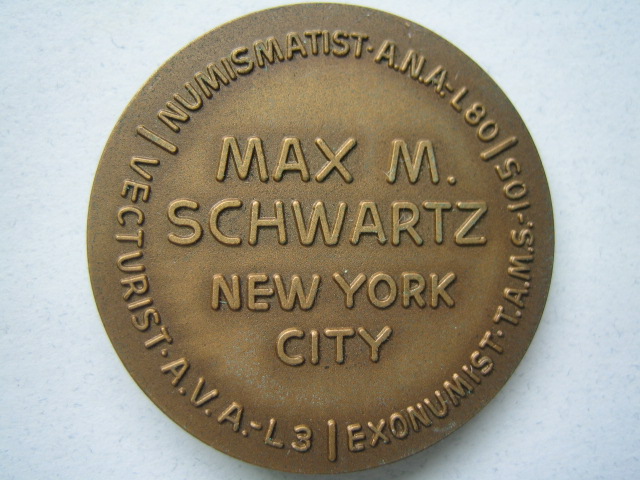 NUMISMATIST·A.N.A.-L80|
105-T.A.M.S.·EXONUMIST|
VECTURIST·A.V.A.-L3|
MAX M.
SCHWARTZ
NEW YORK
CITY